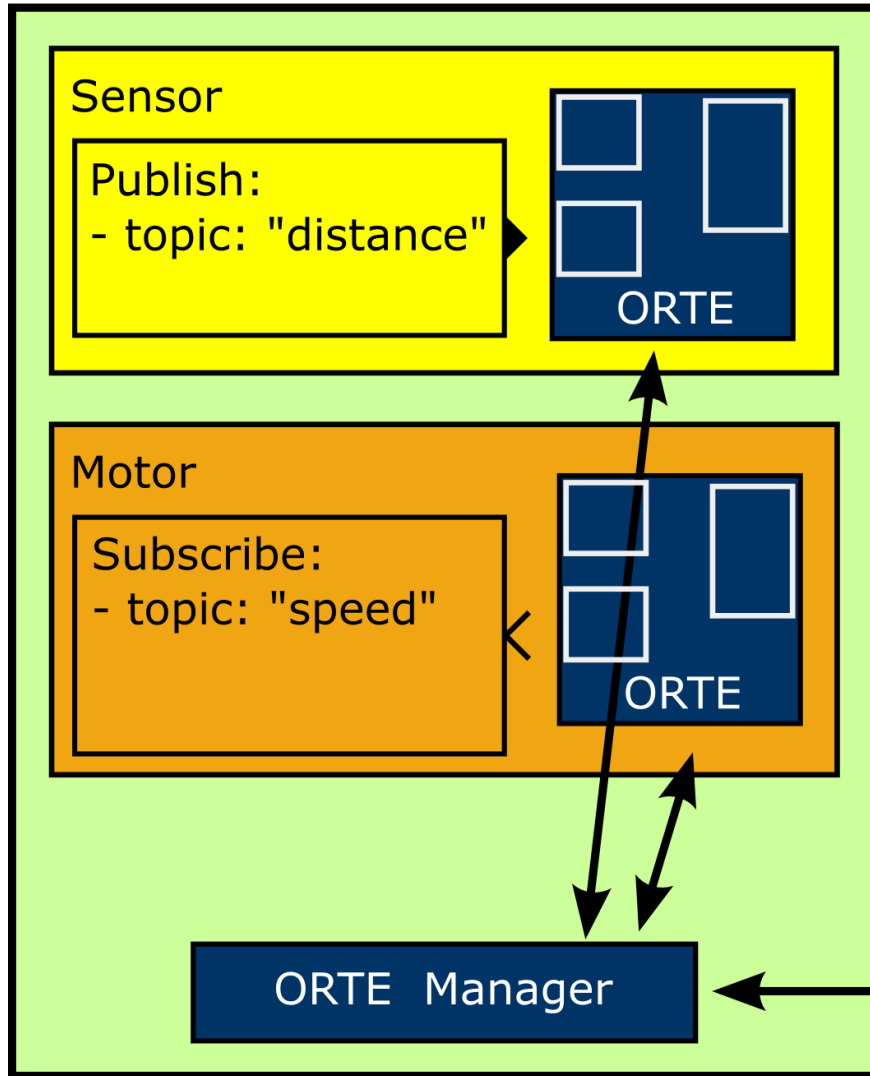 Sensor
Publish:
- topic: "distance"
ORTE
Motor
Subscribe:
- topic: "speed"
ORTE
ORTE Manager